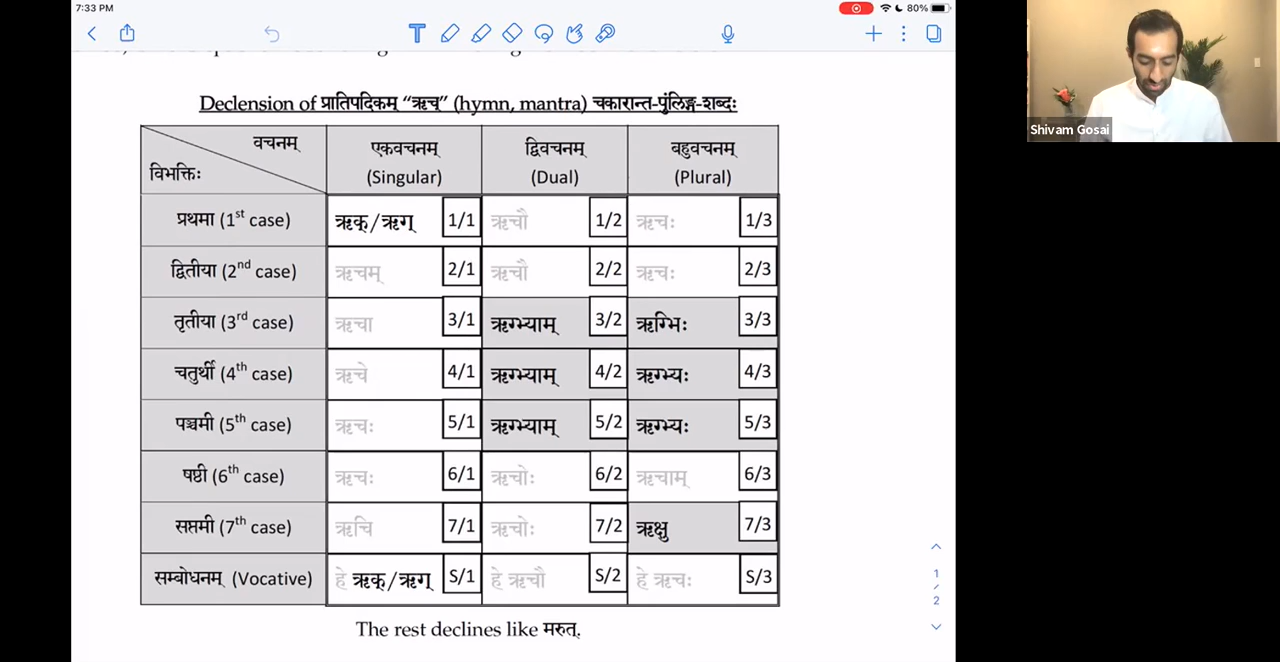 7:33 PM
80%
Shivam Gosai
Declension of प्रातिपदिकम् “ऋच्” (hymn, mantra) चकारान्त-पुंलिङ्ग-शब्दः
वचनम्
विभक्तिः
एकवचनम् (Singular)
द्विवचनम् (Dual)
बहुवचनम् (Plural)
प्रथमा (1st case) ऋक्/ऋग् 1/1 ऋचौ 1/2 ऋचः 1/3
द्वितीया (2nd case) ऋचम् 2/1 ऋचौ 2/2 ऋचः 2/3
तृतीया (3rd case) ऋचा 3/1 ऋग्भ्याम् 3/2 ऋग्भिः 3/3
चतुर्थी (4th case) ऋचे 4/1 ऋग्भ्याम् 4/2 ऋग्भ्यः 4/3
पञ्चमी (5th case) ऋचः 5/1 ऋग्भ्याम् 5/2 ऋग्भ्यः 5/3
षष्ठी (6th case) ऋचः 6/1 ऋचोः 6/2 ऋचाम् 6/3
सप्तमी (7th case) ऋचि 7/1 ऋचोः 7/2 ऋक्षु 7/3
सम्बोधनम् (Vocative) हे ऋक्/ऋग् S/1 हे ऋचौ S/2 हे ऋचः S/3
The rest declines like मरुत्.
1
/
2